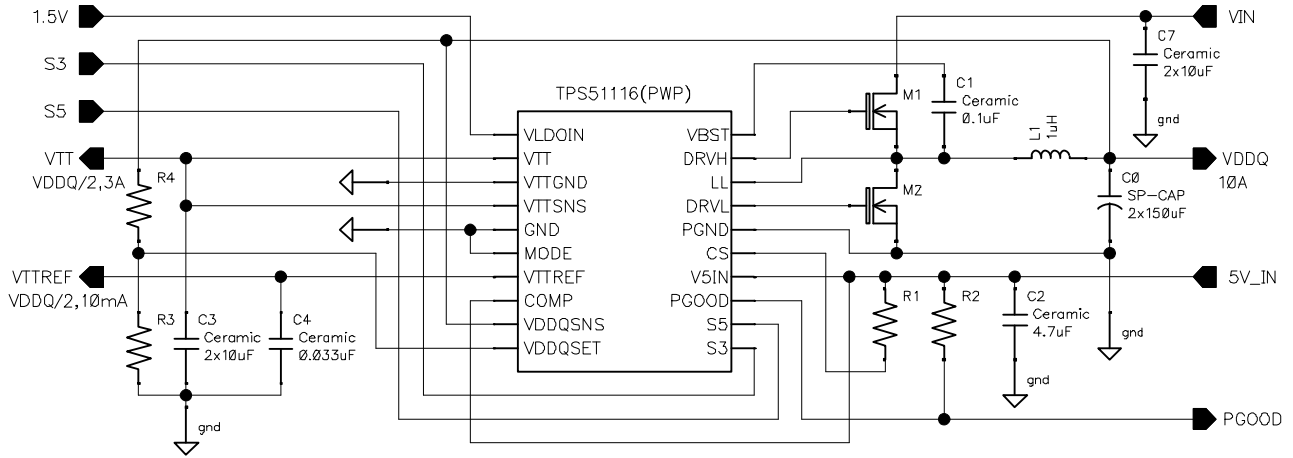 1.5V
S3
S5
VTT
VDDQ/2,3A
R4
VTTREF
VDDQ/2,10mA
R3
C3
Ceramic
2x10uF
C4
Ceramic
0.033uF
gnd
TPS51116(PWP)
VLDOIN
VTT
VTTGND
VTTSNS
GND
MODE
VTTREF
COMP
VDDQSNS
VDDQSET
VBST
DRVH
LL
DRVL
PGND
CS
V5IN
PGOOD
S5
S3
M1
M2
C1
Ceramic
0.1uF
L1
1uH
VIN
C7
Ceramic
2x10uF
gnd
VDDQ
10A
C0
SP-CAP
2x150uF
5V_IN
R1
R2
C2
Ceramic
4.7uF
gnd
gnd
PGOOD